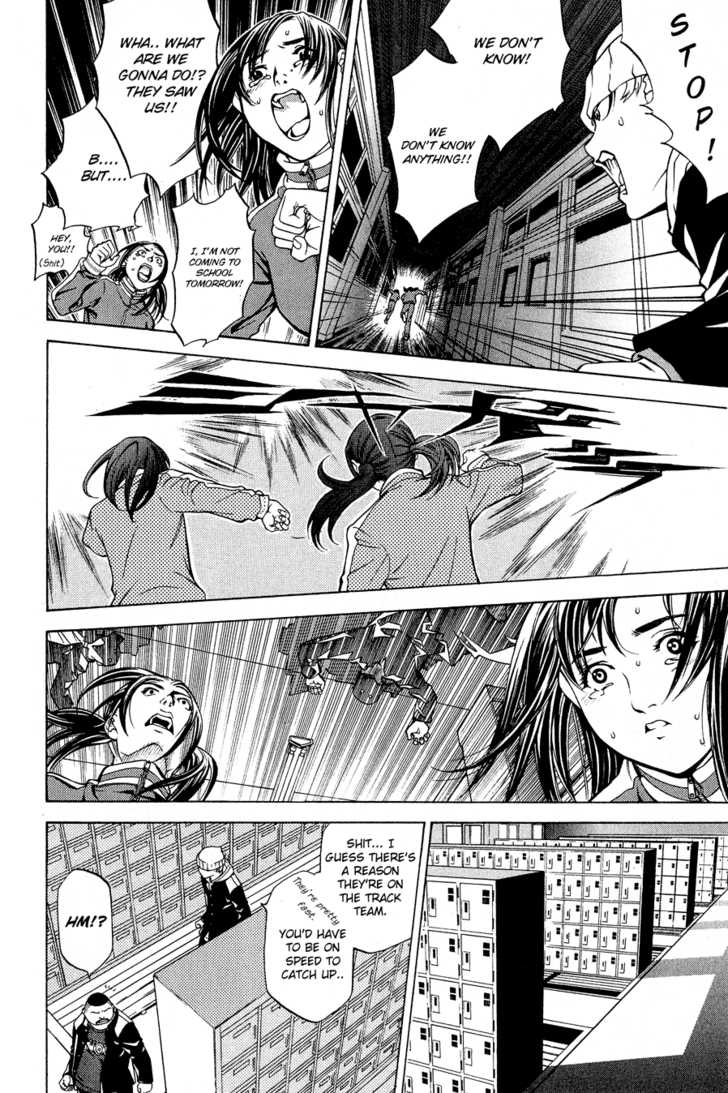 STOP!
WE DON'T
KNOW!
WE
DON'T KNOW
ANYTHING!!
WHA.. WHAT
ARE WE
GONNA DO!?
THEY SAW
US!!
B....
BUT....
I, I'M NOT
COMING TO
SCHOOL
TOMORROW!
HEY,
YOU!!
(Shit)
SHIT... I
GUESS THERE'S
A REASON
THEY'RE ON
THE TRACK
TEAM.
They're pretty
fast.
YOU'D HAVE
TO BE ON
SPEED TO
CATCH UP..
HM!?